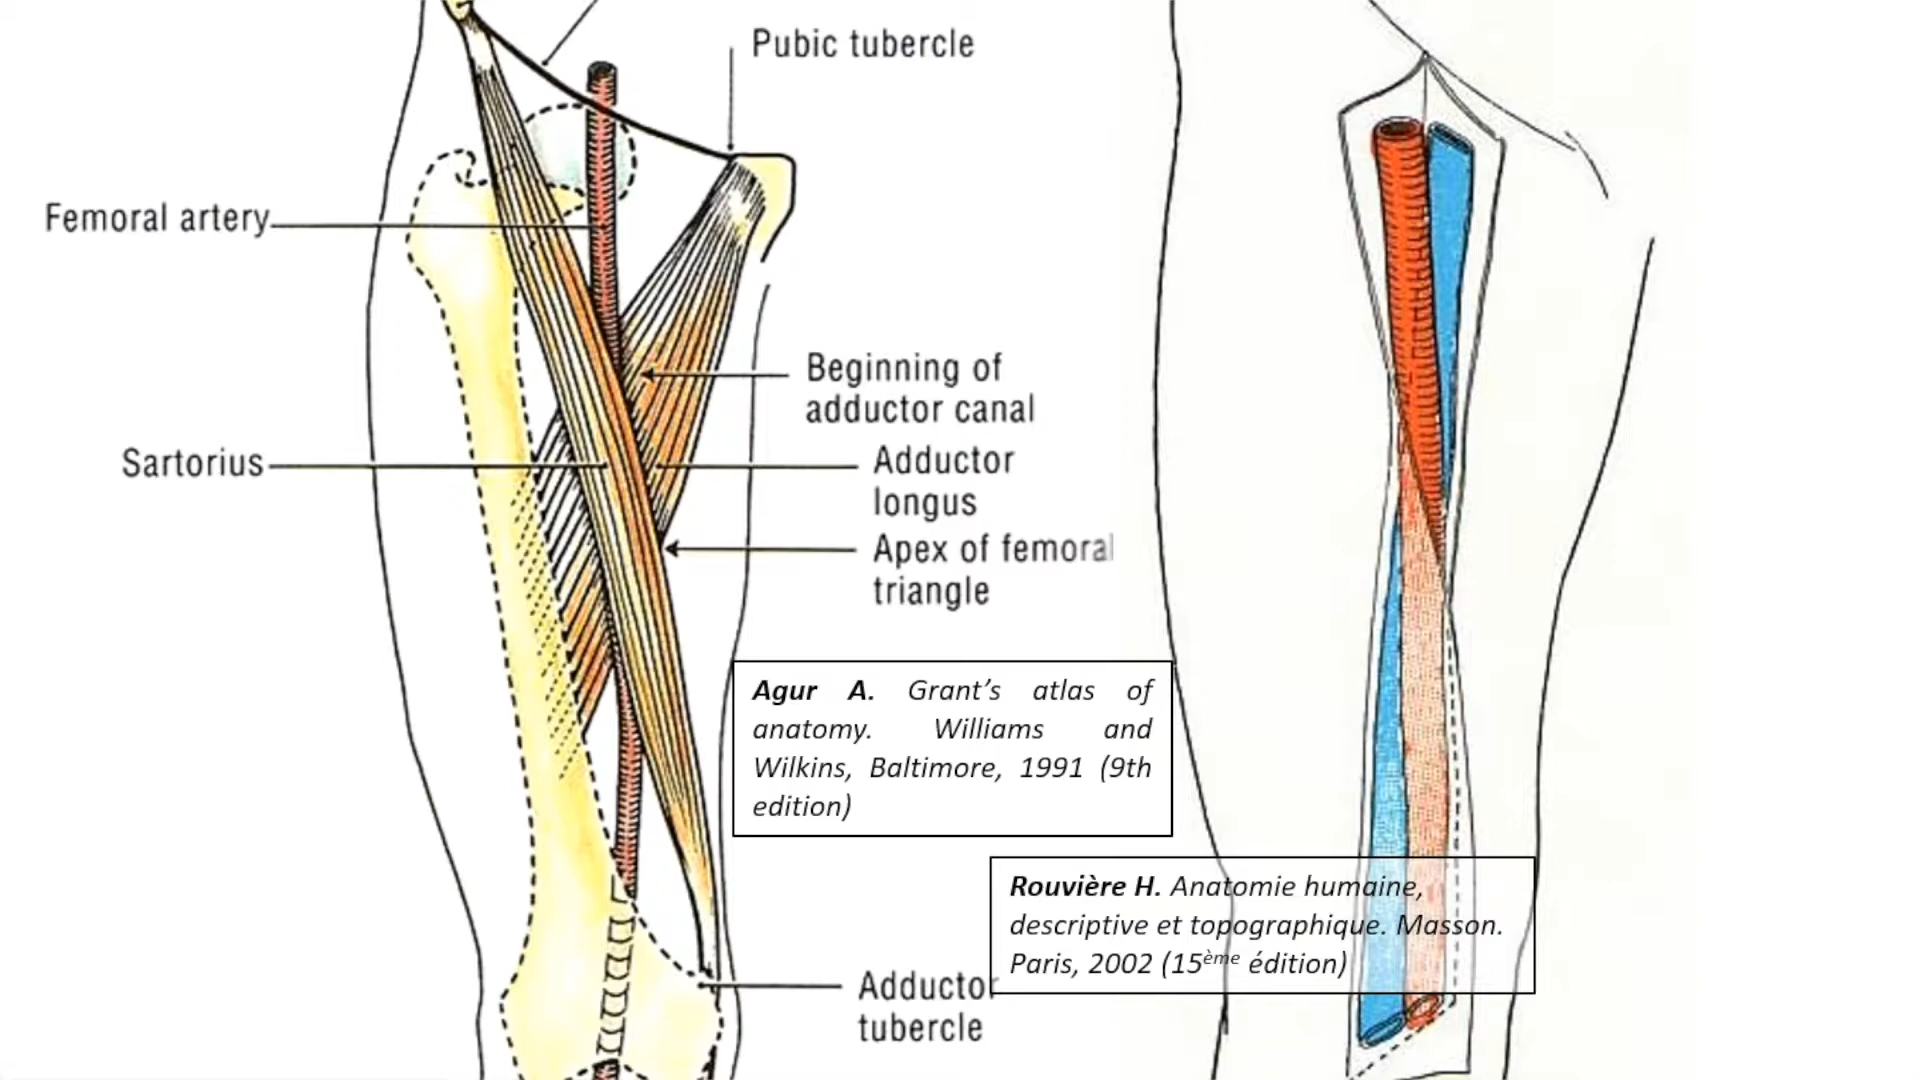 Pubic tubercle
Femoral artery
Beginning of
adductor canal
Sartorius
Adductor
longus
Apex of femoral
triangle
Agur A. Grant’s atlas of
anatomy. Williams and
Wilkins, Baltimore, 1991 (9th
edition)
Rouvière H. Anatomie humaine,
descriptive et topographique. Masson.
Paris, 2002 (15ème édition)
Adductor
tubercle